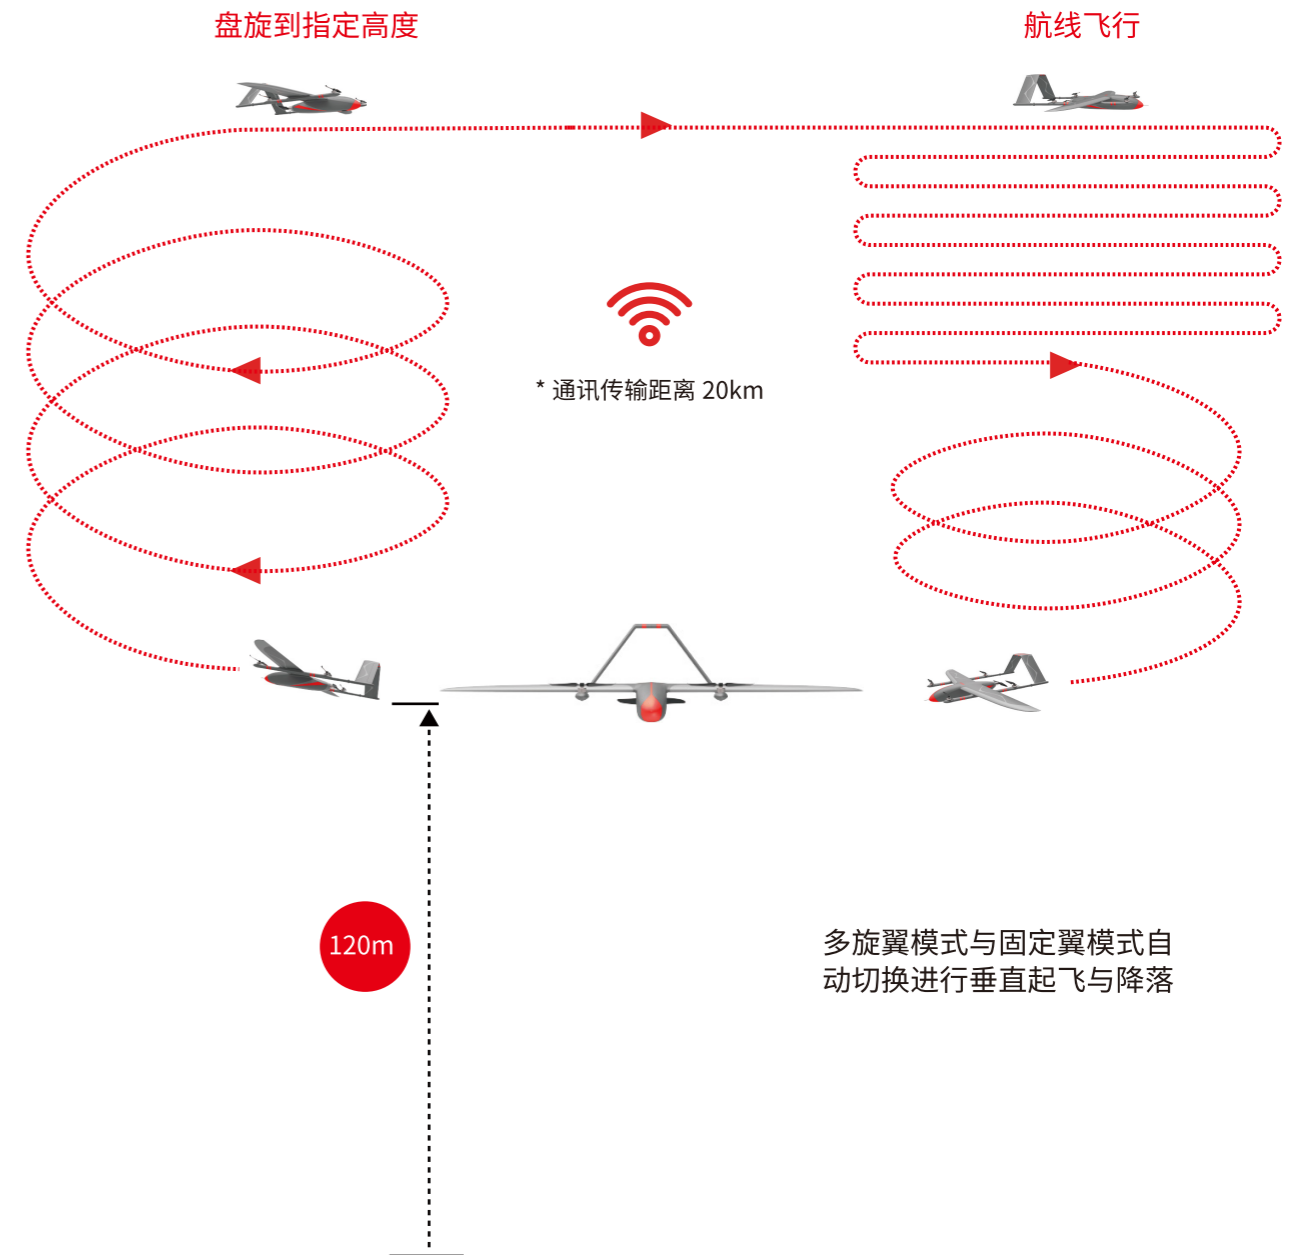 盘旋到指定高度
航线飞行
* 通讯传输距离 20km
120m
多旋翼模式与固定翼模式自
动切换进行垂直起飞与降落